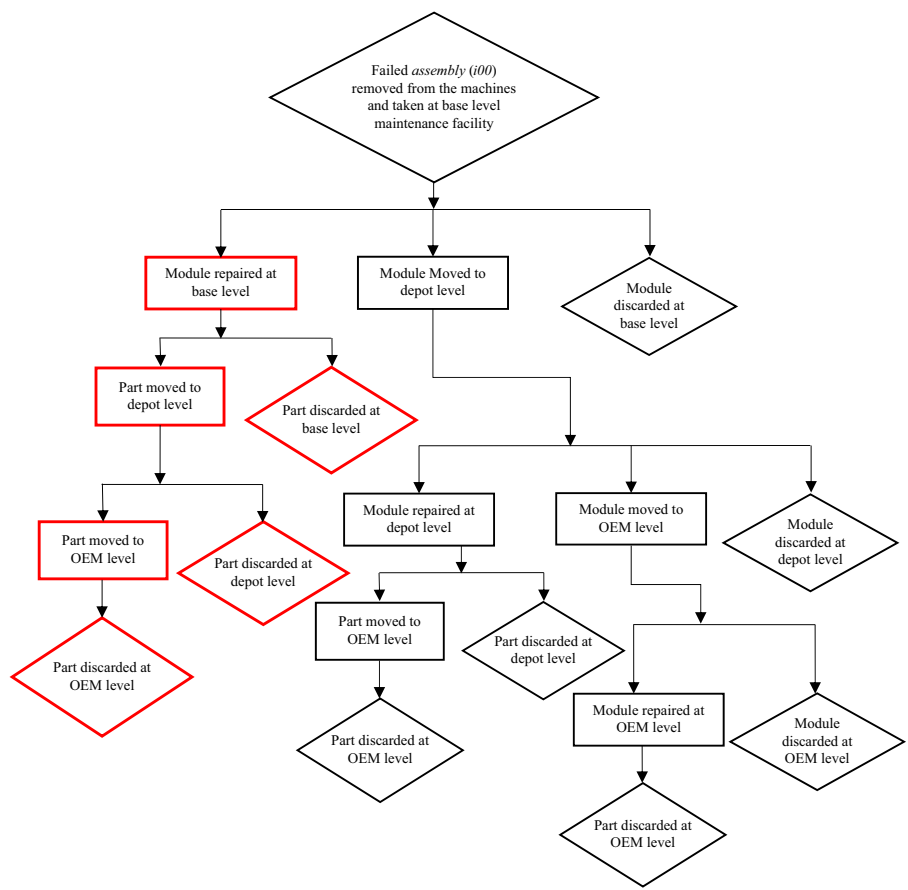 Failed assembly (i00)
removed from the machines
and taken at base level
maintenance facility
Module repaired at
base level
Module Moved to
depot level
Module
discarded at
base level
Part moved to
depot level
Part discarded at
base level
Module repaired at
depot level
Module moved to
OEM level
Module
discarded at
depot level
Part moved to
OEM level
Part discarded at
depot level
Part moved to
OEM level
Part discarded at
depot level
Part discarded at
OEM level
Part discarded at
OEM level
Module repaired at
OEM level
Module
discarded at
OEM level
Part discarded at
OEM level